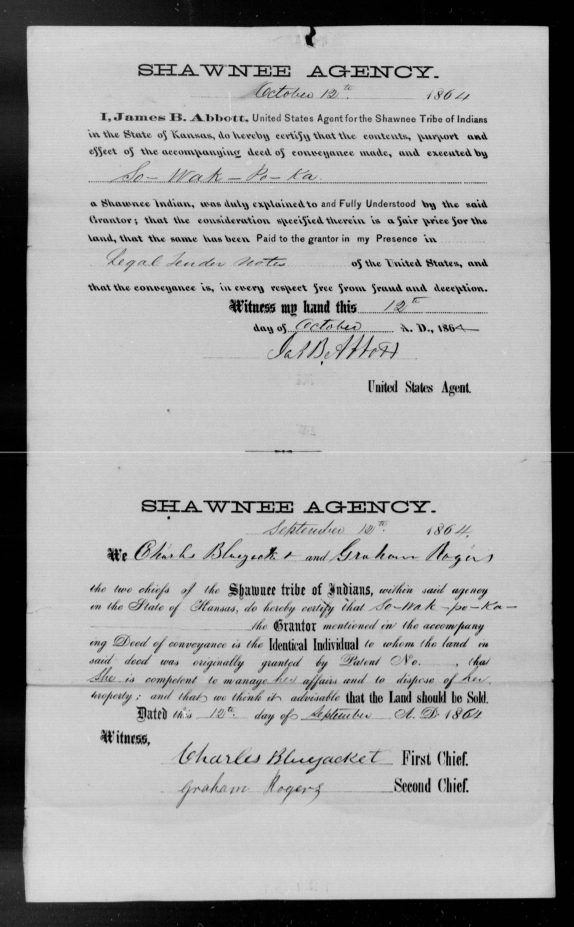 SHAWNEE AGENCY.
October 12th 1864
I, James B. Abbott, United States Agent for the Shawnee Tribe of Indians
in the State of Kansas, do hereby certify that the contents, purport and
effect of the accompanying deed of conveyance made, and executed by
So-Wak-Po-Ka
a Shawnee Indian, was duly explained to and Fully Understood by the said
Grantor; that the consideration specified therein is a fair price for the
land, that the same has been Paid to the grantor in my Presence in
Legal Tender Notes of the United States, and
that the conveyance is, in every respect free from fraud and deception.
Witness my hand this 12th
day of October A. D., 1864
Jas B. Abbott
United States Agent.
SHAWNEE AGENCY.
September 12th 1864.
We Charles Bluejacket and Graham Rogers
the two chiefs of the Shawnee tribe of Indians, within said agency
in the State of Kansas, do hereby certify that So-wak-po-ka-
the Grantor mentioned in the accompany
ing Deed of conveyance is the Identical Individual to whom the land in
said deed was originally granted by Patent No. , that
She is competent to manage her affairs and to dispose of her
property; and that we think it advisable that the Land should be Sold.
Dated this 12th day of September A. D. 1864
Witness,
Charles Bluejacket First Chief.
Graham Rogers Second Chief.